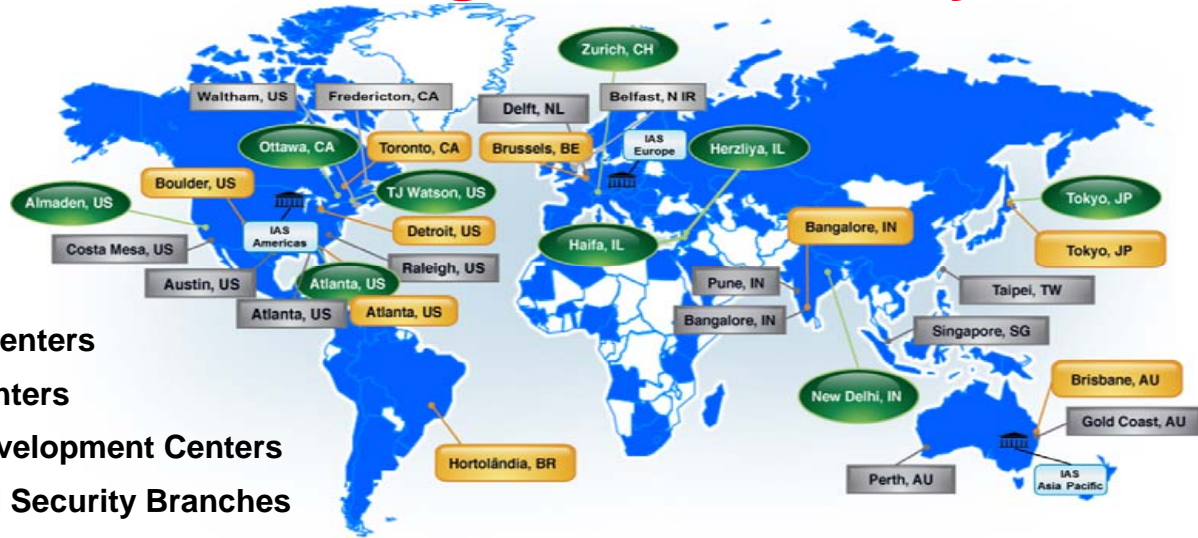 Zurich, CH
Waltham, US
Fredericton, CA
Delft, NL
Belfast, N IR
Ottawa, CA
Toronto, CA
Brussels, BE
IAS
Europe
Herzliya, IL
Boulder, US
TJ Watson, US
Almaden, US
Tokyo, JP
Detroit, US
Bangalore, IN
IAS
Americas
Costa Mesa, US
Haifa, IL
Tokyo, JP
Raleigh, US
Austin, US
Atlanta, US
Pune, IN
Taipei, TW
Atlanta, US
Atlanta, US
Bangalore, IN
Singapore, SG
enters
nters
New Delhi, IN
Brisbane, AU
Gold Coast, AU
velopment Centers
Hortolândia, BR
Perth, AU
IAS
Asia Pacific
Security Branches